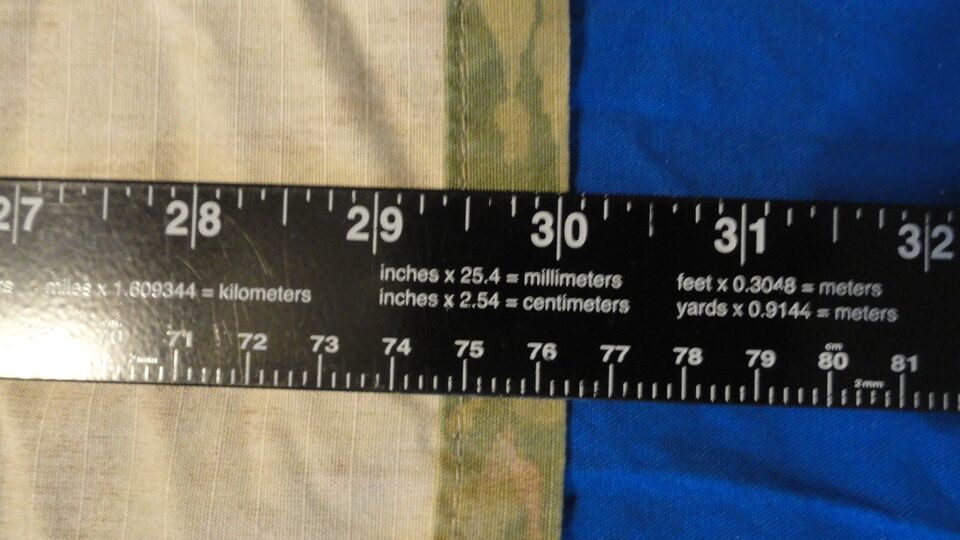 27 28 29 30 31 32
inches x 25.4 = millimeters feet x 0.3048 = meters
miles x 1.609344 = kilometers inches x 2.54 = centimeters yards x 0.9144 = meters
71 72 73 74 75 76 77 78 79 80 81
cm
2mm